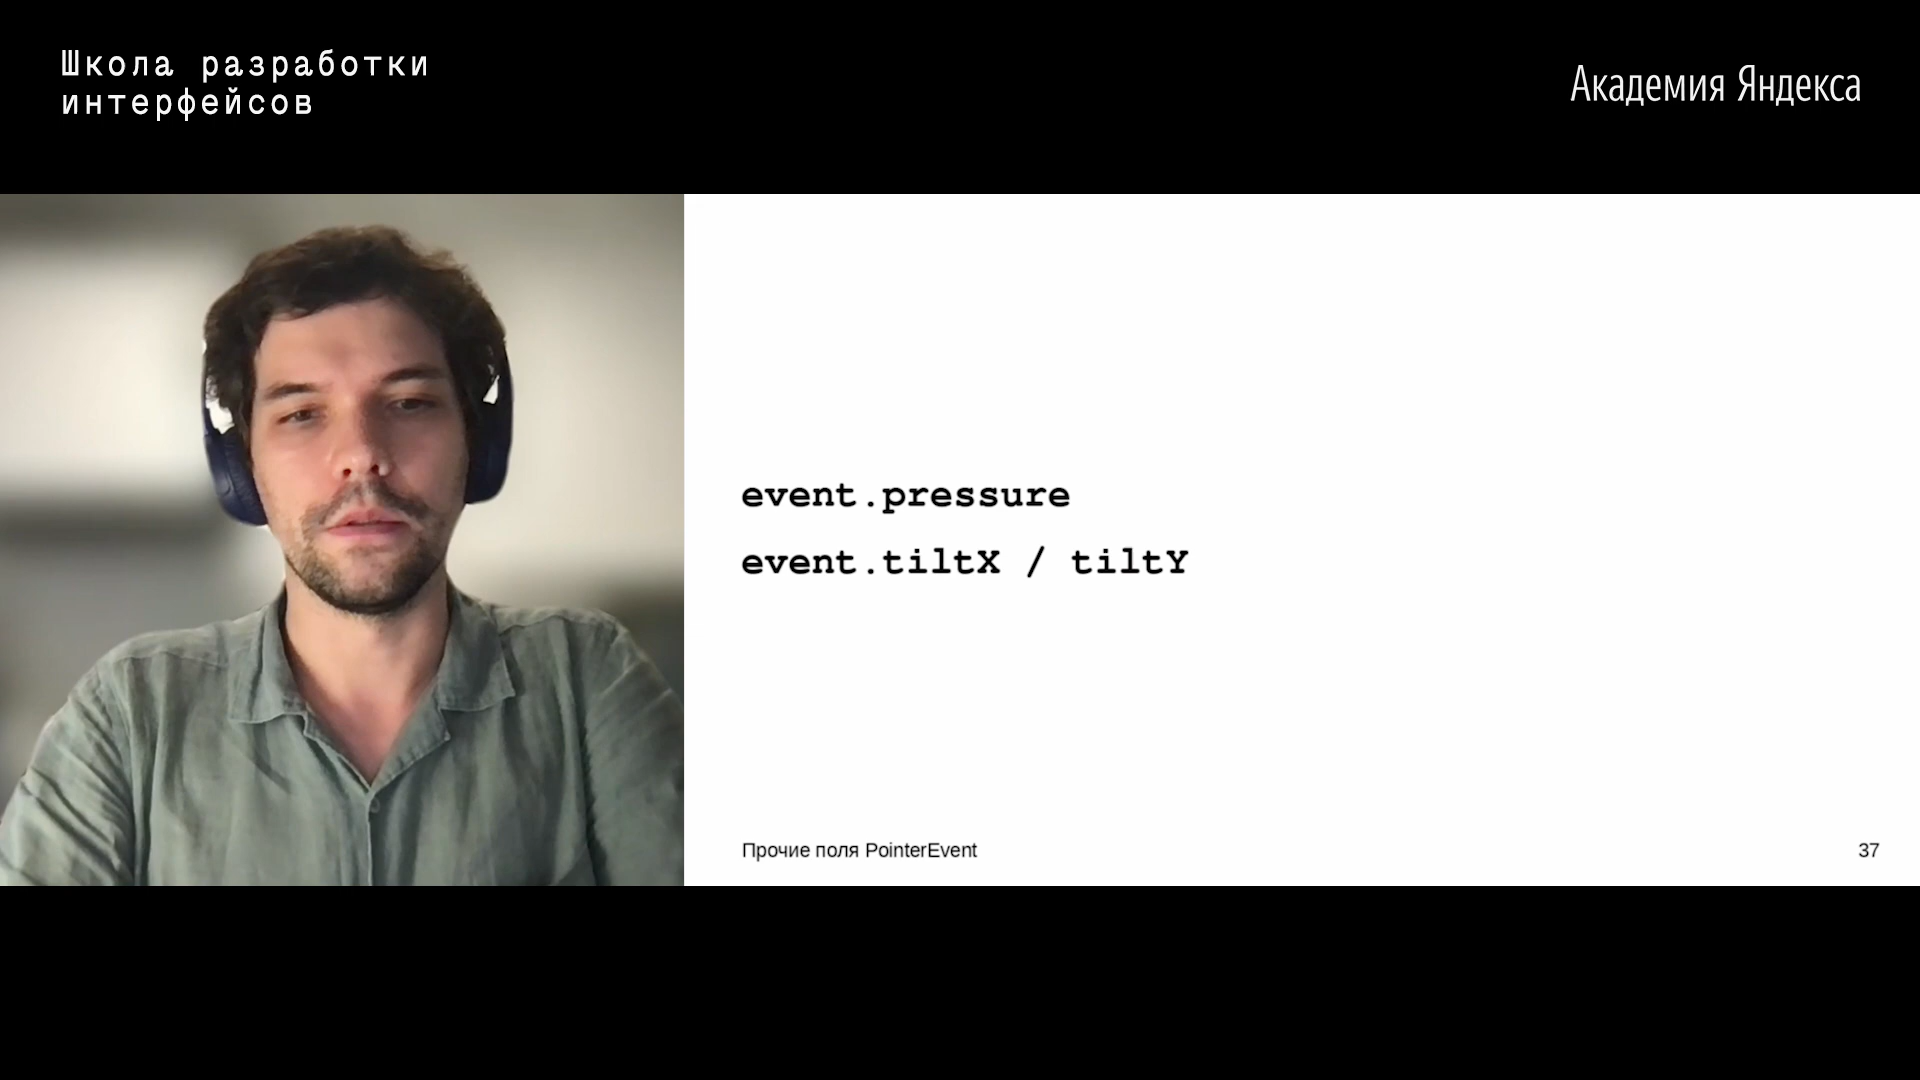 Школа разработки
интерфейсов
Академия Яндекса
event.pressure
event.tiltX / tiltY
Прочие поля PointerEvent
37